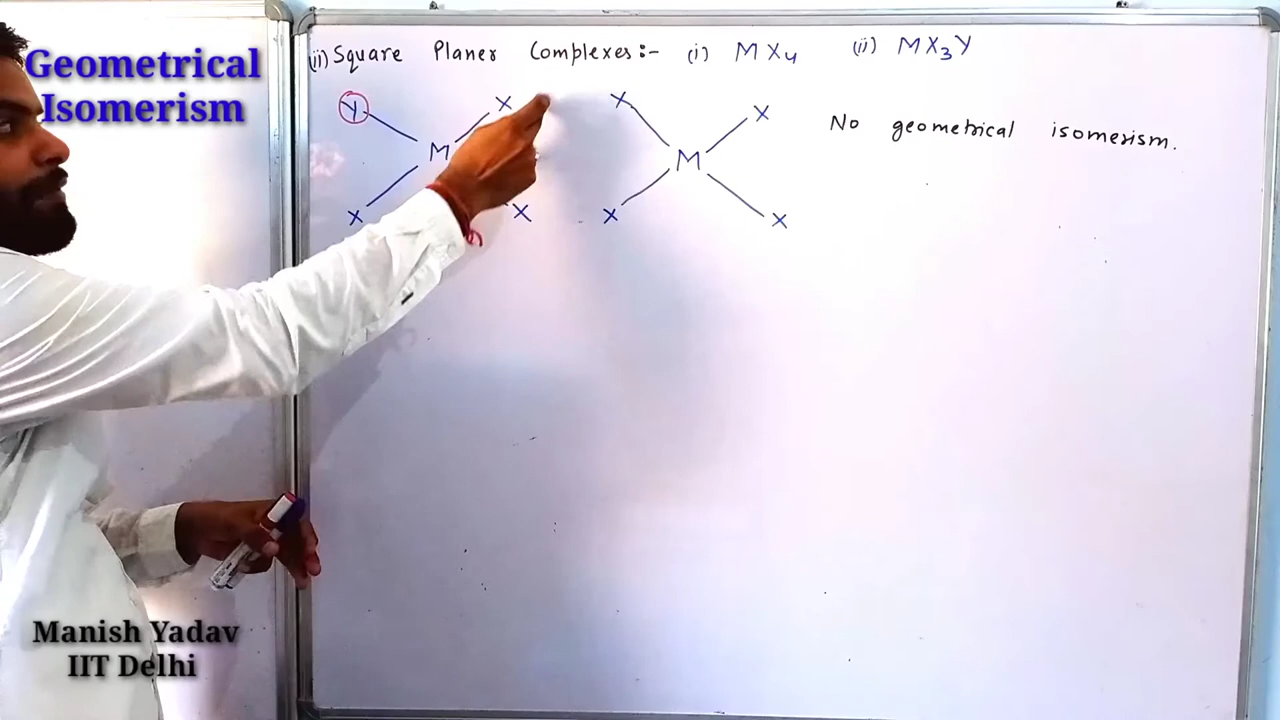 Geometrical
Isomerism
(ii) Square Planer Complexes:- (i) MX₄ (ii) MX₃Y
Y X X X
M M
X X X X
No geometrical isomerism.
Manish Yadav
IIT Delhi